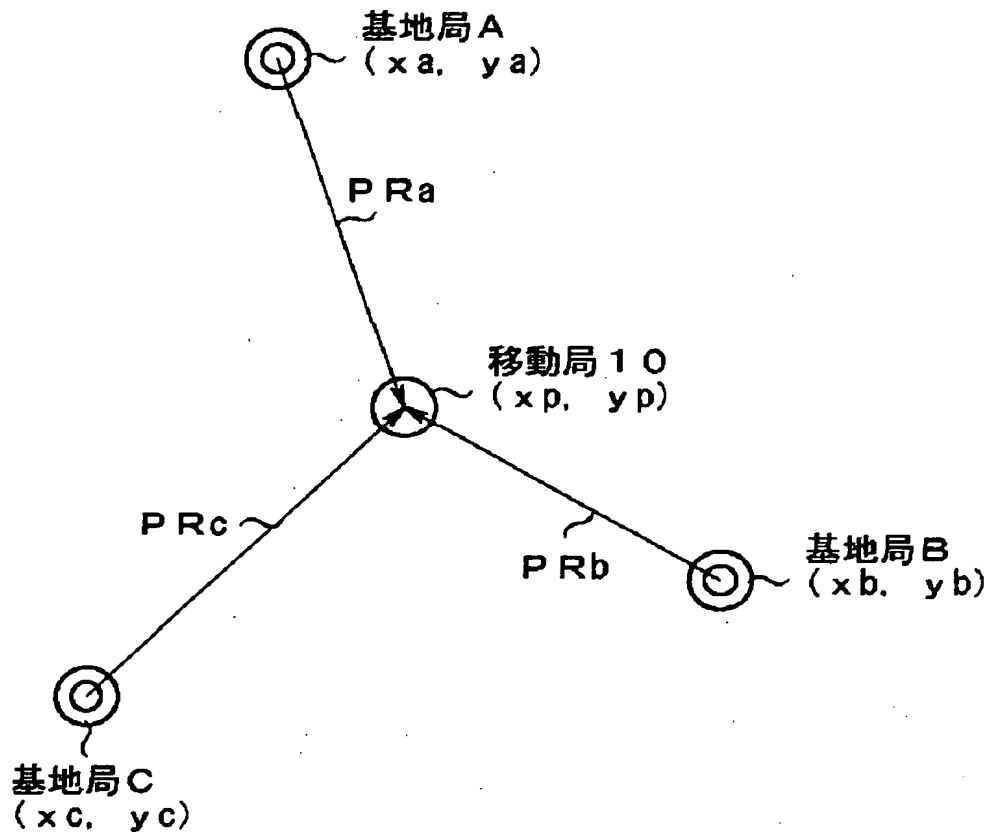 基地局A
(xa, ya)
PRa
移動局10
(xp, yp)
PRc
PRb
基地局B
(xb, yb)
基地局C
(xc, yc)